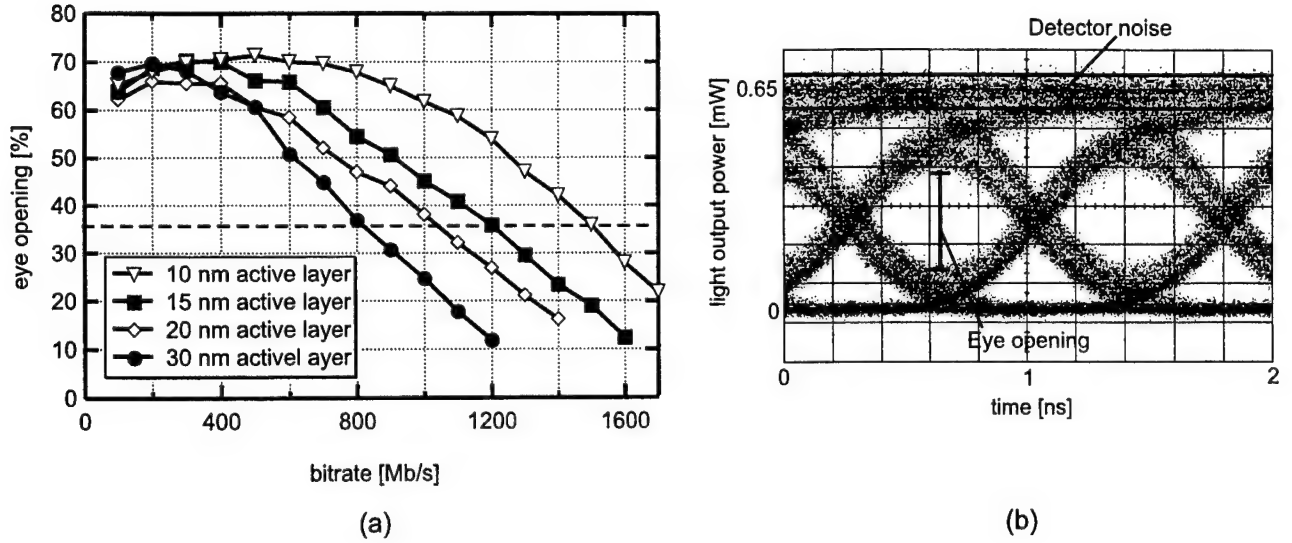 80
70
60
50
40
30
20
10
0
eye opening [%]
10 nm active layer
15 nm active layer
20 nm active layer
30 nm activel ayer
0 400 800 1200 1600
bitrate [Mb/s]
(a)
Detector noise
0.65
0
light output power [mW]
Eye opening
0 1 2
time [ns]
(b)